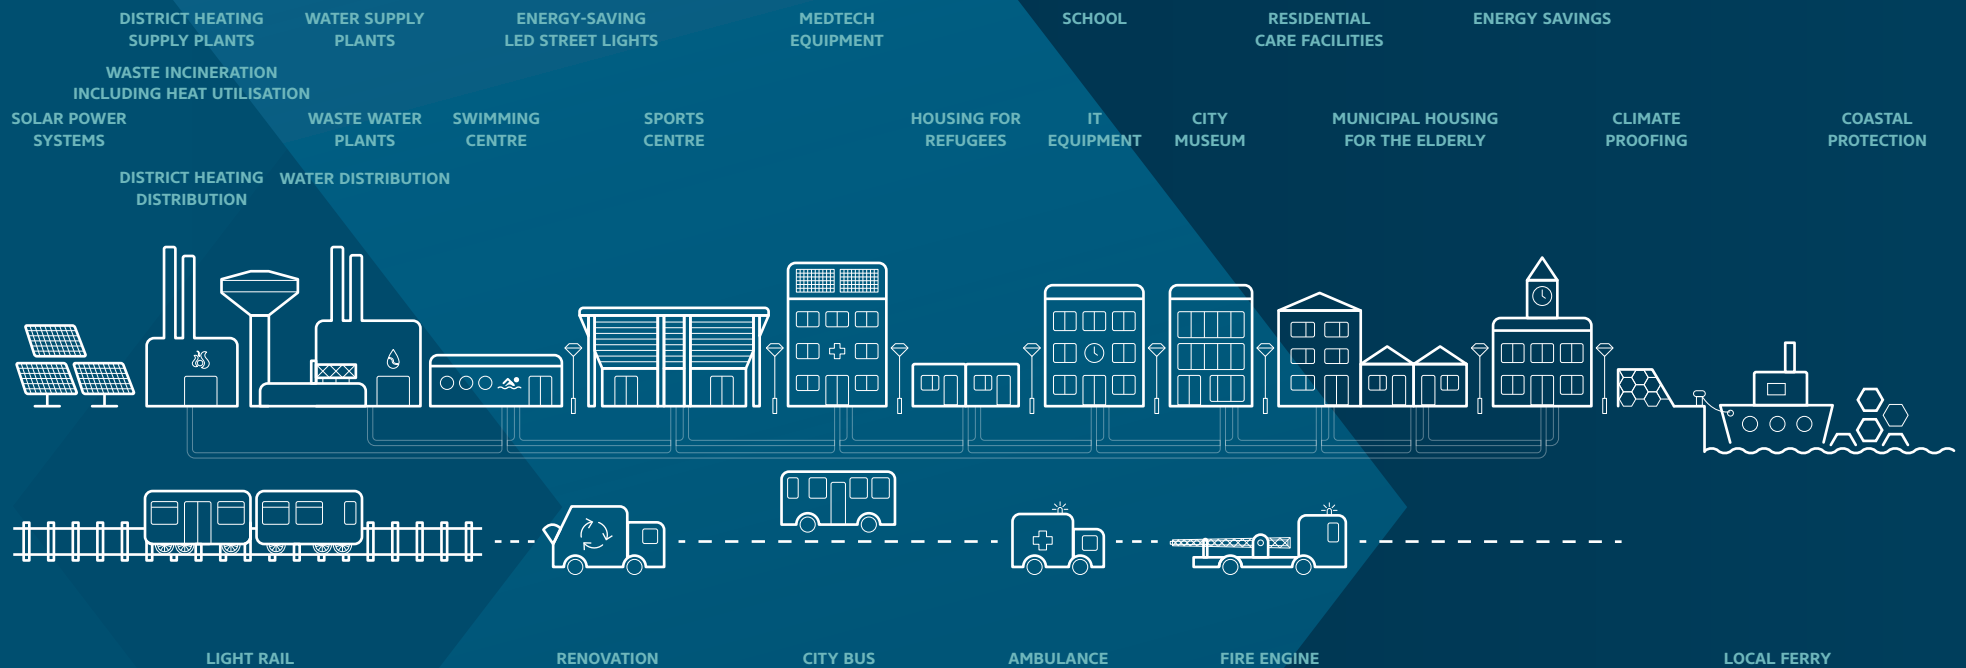 DISTRICT HEATING
SUPPLY PLANTS
WATER SUPPLY
PLANTS
ENERGY-SAVING
LED STREET LIGHTS
MEDTECH
EQUIPMENT
SCHOOL
RESIDENTIAL
CARE FACILITIES
ENERGY SAVINGS
WASTE INCINERATION
INCLUDING HEAT UTILISATION
SOLAR POWER
SYSTEMS
WASTE WATER
PLANTS
SWIMMING
CENTRE
SPORTS
CENTRE
HOUSING FOR
REFUGEES
IT
EQUIPMENT
CITY
MUSEUM
MUNICIPAL HOUSING
FOR THE ELDERLY
CLIMATE
PROOFING
COASTAL
PROTECTION
DISTRICT HEATING
DISTRIBUTION
WATER DISTRIBUTION
LIGHT RAIL
RENOVATION
CITY BUS
AMBULANCE
FIRE ENGINE
LOCAL FERRY